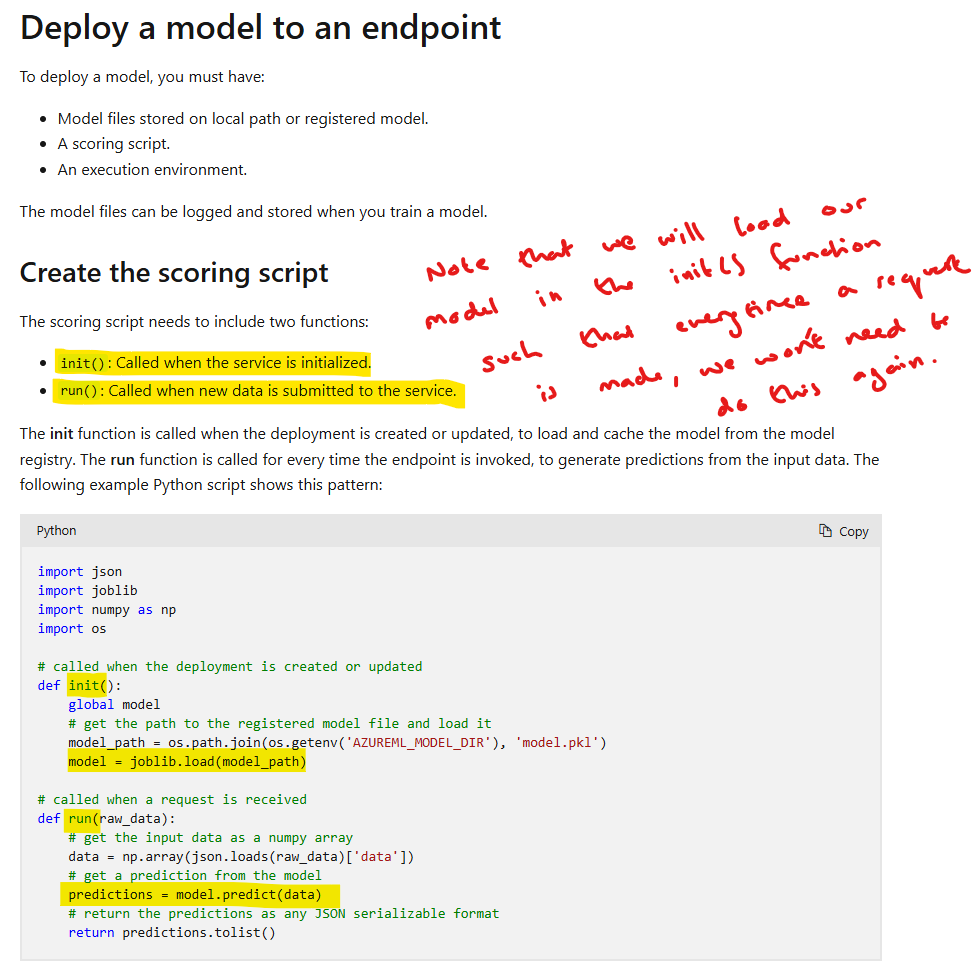 Deploy a model to an endpoint
To deploy a model, you must have:
• Model files stored on local path or registered model.
• A scoring script.
• An execution environment.
The model files can be logged and stored when you train a model.
Note that we will load our
model in the init() function
such that everytime a request
is made, we won't need to
do this again.
Create the scoring script
The scoring script needs to include two functions:
• init(): Called when the service is initialized.
• run(): Called when new data is submitted to the service.
The init function is called when the deployment is created or updated, to load and cache the model from the model
registry. The run function is called for every time the endpoint is invoked, to generate predictions from the input data. The
following example Python script shows this pattern:
Python Copy
import json
import joblib
import numpy as np
import os
# called when the deployment is created or updated
def init():
    global model
    # get the path to the registered model file and load it
    model_path = os.path.join(os.getenv('AZUREML_MODEL_DIR'), 'model.pkl')
    model = joblib.load(model_path)
# called when a request is received
def run(raw_data):
    # get the input data as a numpy array
    data = np.array(json.loads(raw_data)['data'])
    # get a prediction from the model
    predictions = model.predict(data)
    # return the predictions as any JSON serializable format
    return predictions.tolist()